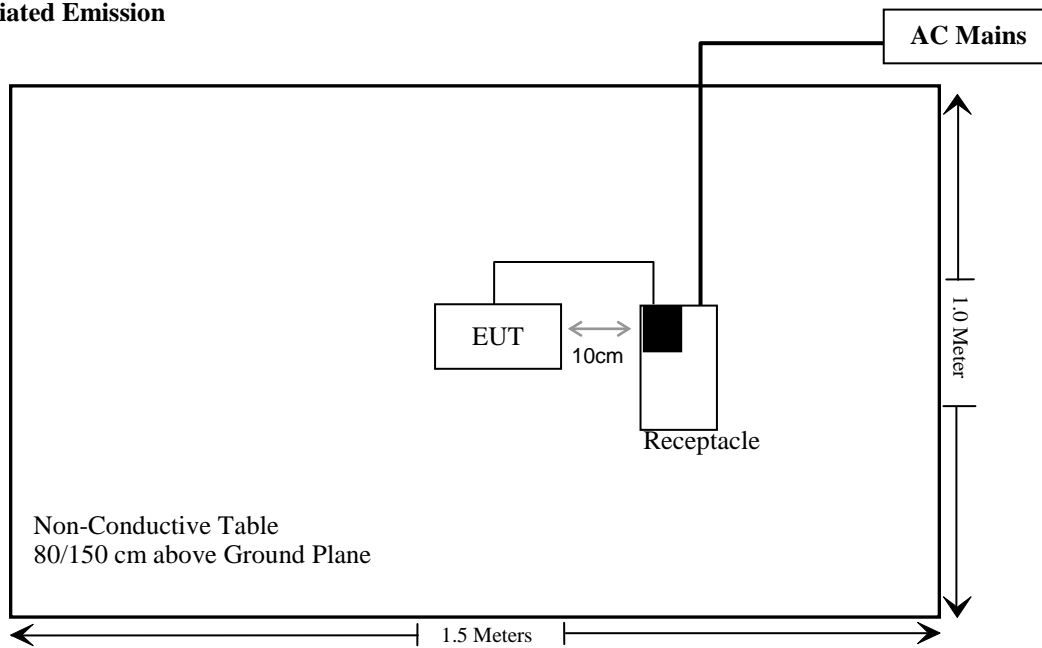 Emission
AC Mains
EUT
10cm
1.0 Meter
Receptacle
Non-Conductive Table
80/150 cm above Ground Plane
1.5 Meters